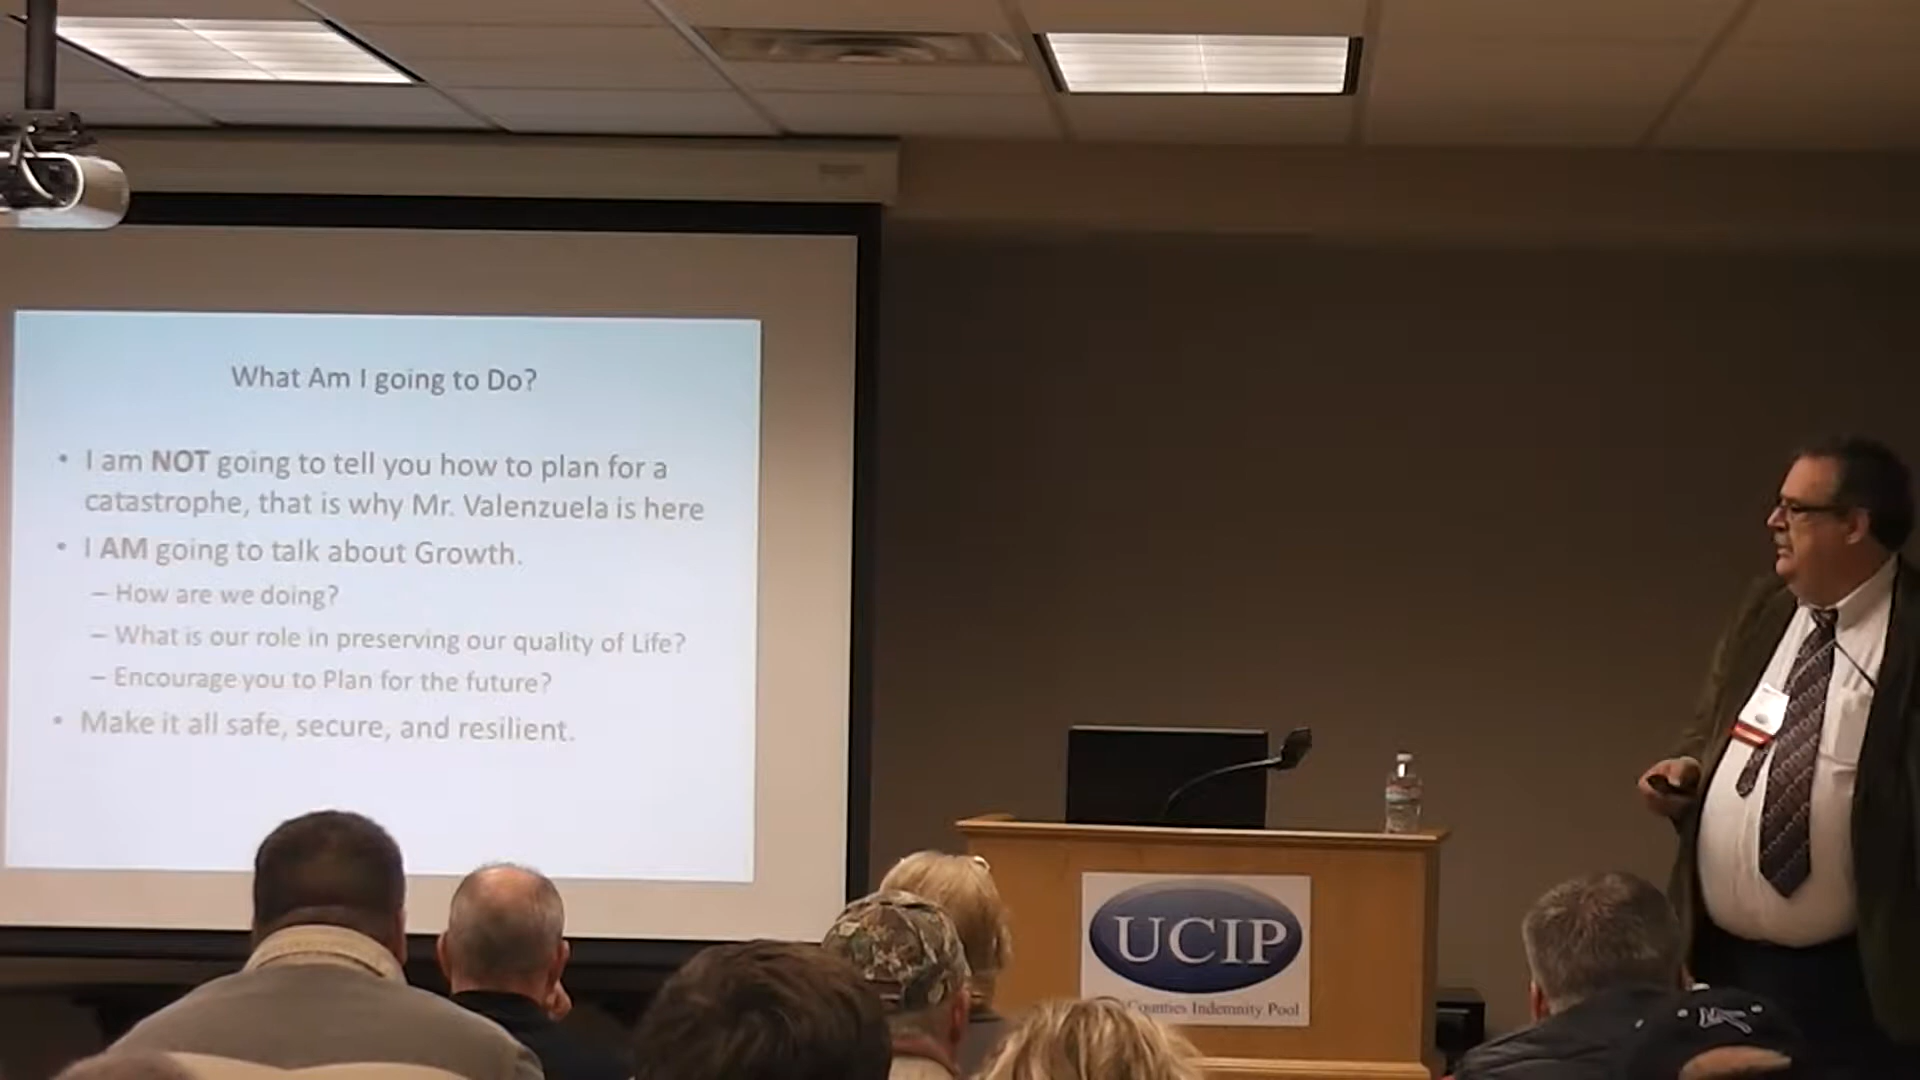 What Am I going to Do?
• I am NOT going to tell you how to plan for a
catastrophe, that is why Mr. Valenzuela is here
• I AM going to talk about Growth.
– How are we doing?
– What is our role in preserving our quality of Life?
– Encourage you to Plan for the future?
• Make it all safe, secure, and resilient.
UCIP
Counties Indemnity Pool